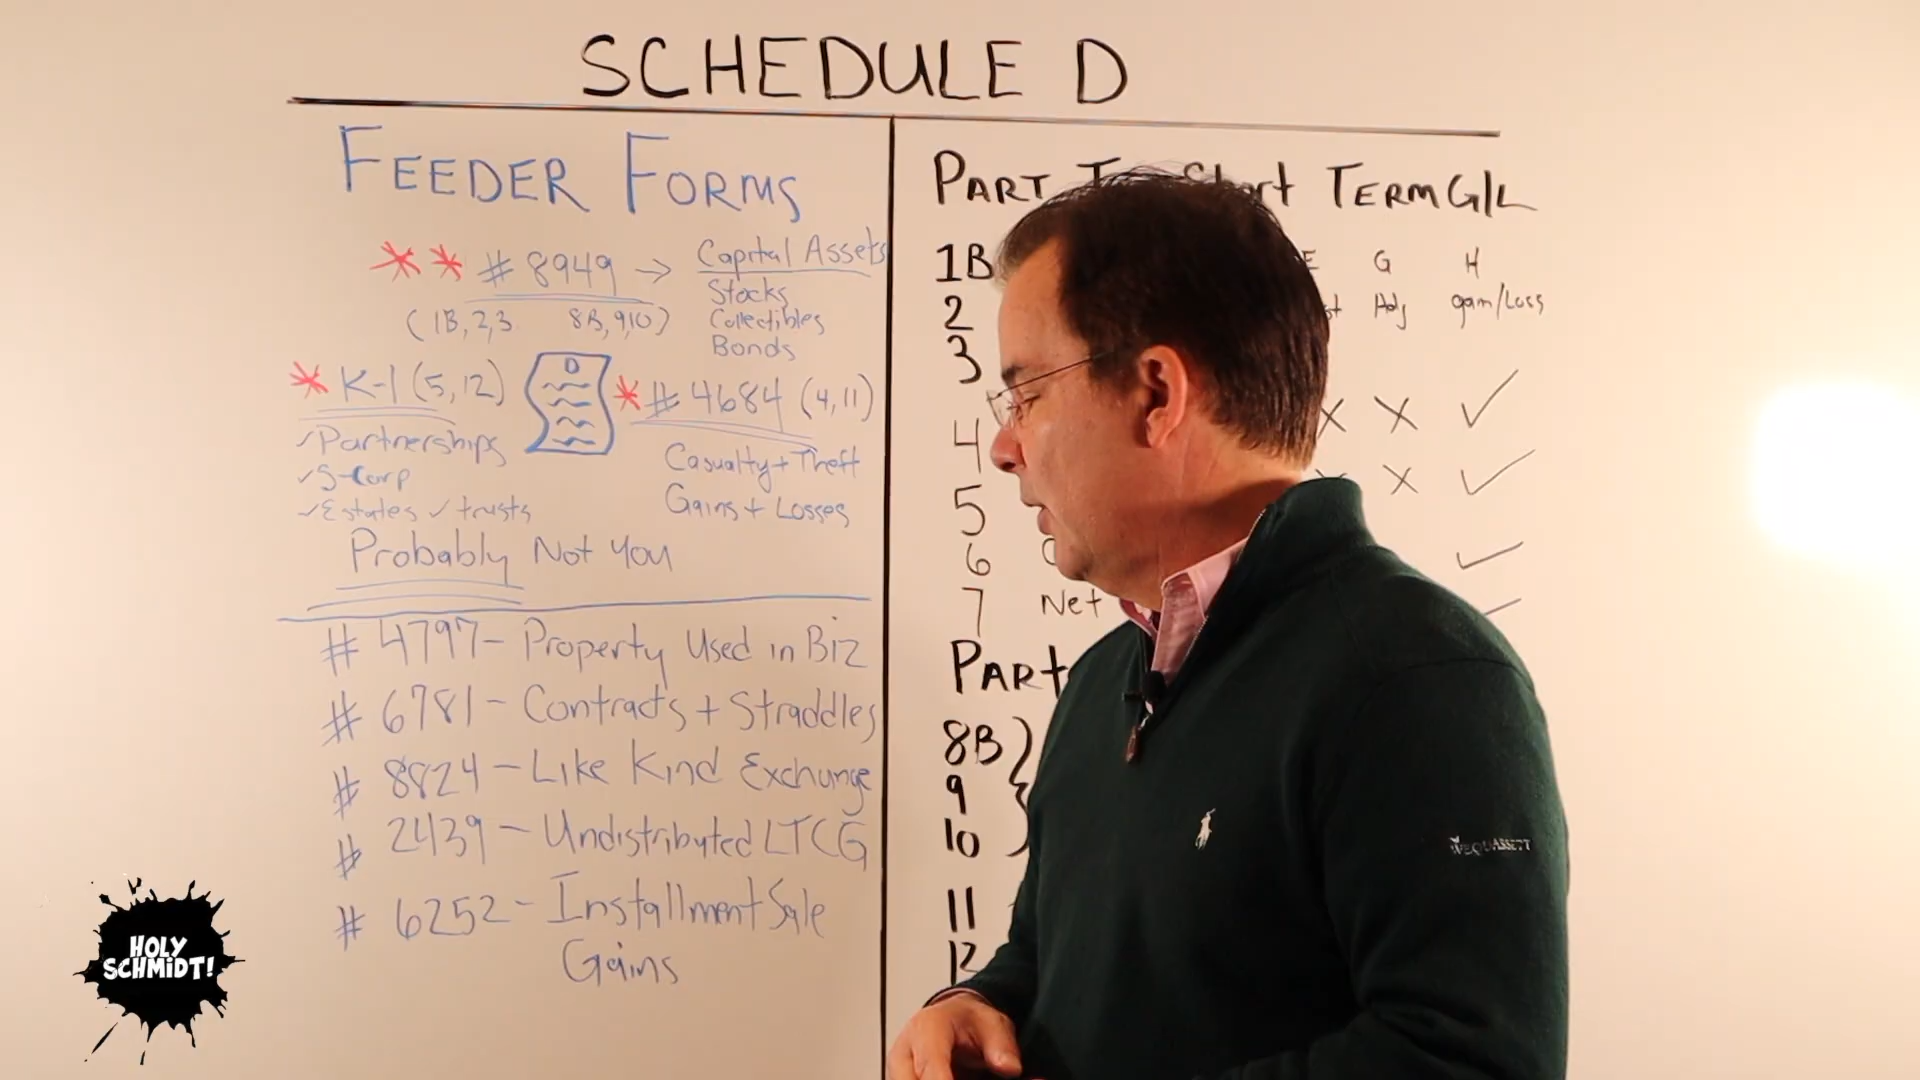 SCHEDULE D
FEEDER FORMS
** # 8949 → Capital Assets
Stocks
(1B, 2, 3 8B, 9, 10) Collectibles
Bonds
* K-1 (5, 12)
✓Partnerships
✓S-Corp
✓Estates ✓trusts
D
* # 4684 (4, 11)
Casualty + Theft
Gains + Losses
Probably Not You
# 4797 - Property Used in Biz
# 6781 - Contracts + Straddles
# 8824 - Like Kind Exchange
# 2439 - Undistributed LTCG
# 6252 - Installment Sale
Gains
PART Short TERM G/L
1B E G H
2 Adj gain/Loss
3
4 X X ✓
5 X X ✓
6 ✓
7 Net
PART
8B }
9
10
11
12
HOLY
SCHMIDT!
WEQUASSETT